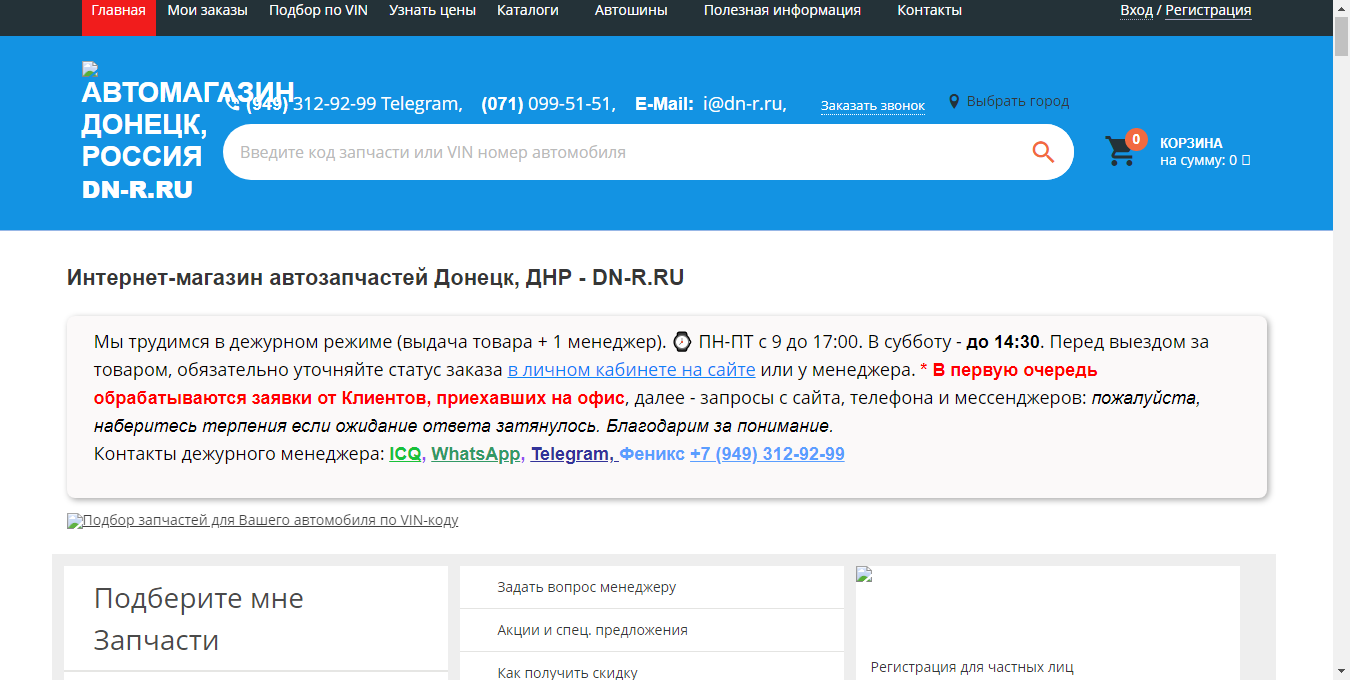 Главная Мои заказы Подбор по VIN Узнать цены Каталоги Автошины Полезная информация Контакты Вход / Регистрация
АВТОМАГАЗИН
ДОНЕЦК,
РОССИЯ
DN-R.RU
(949) 312-92-99 Telegram, (071) 099-51-51, E-Mail: i@dn-r.ru, Заказать звонок Выбрать город
Введите код запчасти или VIN номер автомобиля
0
КОРЗИНА
на сумму: 0
Интернет-магазин автозапчастей Донецк, ДНР - DN-R.RU
Мы трудимся в дежурном режиме (выдача товара + 1 менеджер). ⌚ ПН-ПТ с 9 до 17:00. В субботу - до 14:30. Перед выездом за
товаром, обязательно уточняйте статус заказа в личном кабинете на сайте или у менеджера. * В первую очередь
обрабатываются заявки от Клиентов, приехавших на офис, далее - запросы с сайта, телефона и мессенджеров: пожалуйста,
наберитесь терпения если ожидание ответа затянулось. Благодарим за понимание.
Контакты дежурного менеджера: ICQ, WhatsApp, Telegram, Феникс +7 (949) 312-92-99
Подбор запчастей для Вашего автомобиля по VIN-коду
Подберите мне
Запчасти
Задать вопрос менеджеру
Акции и спец. предложения
Как получить скидку
Регистрация для частных лиц